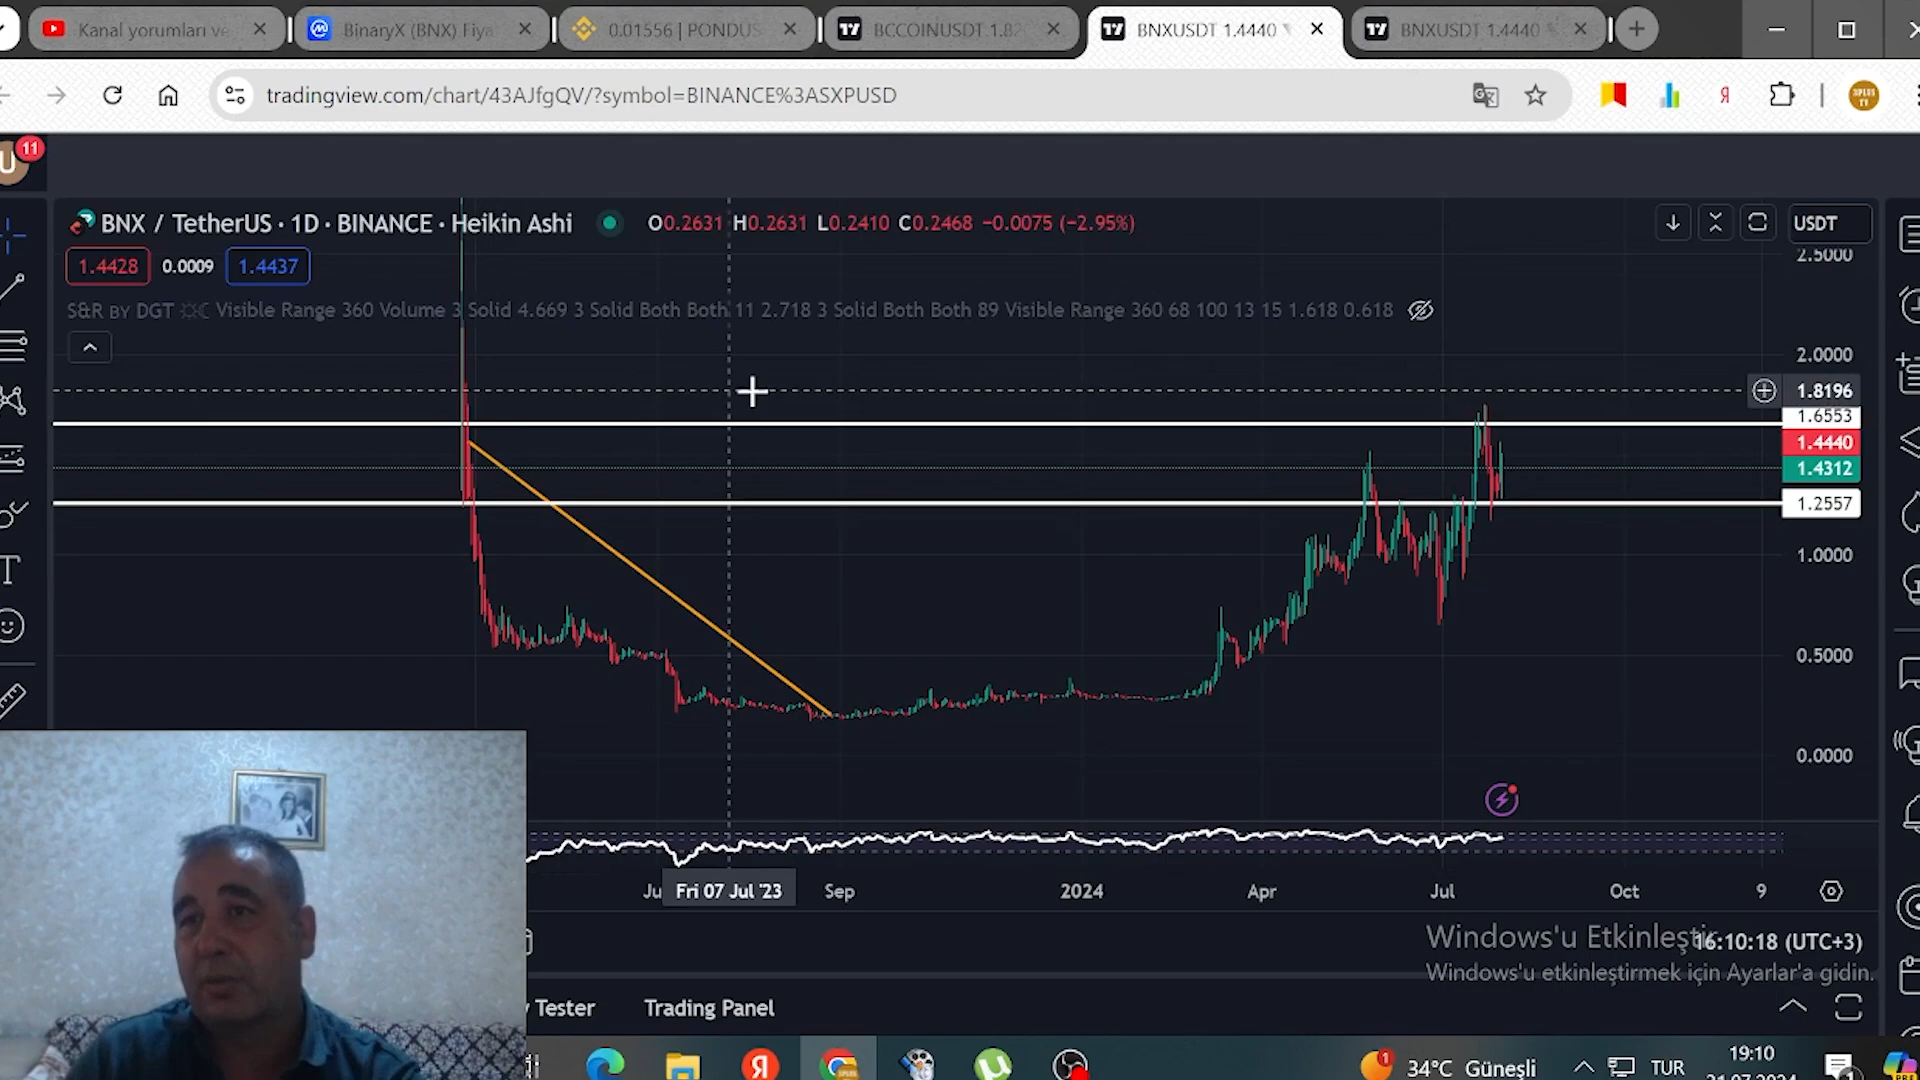 Kanal yorumları ve
BinaryX (BNX) Fiya
0.01556 | PONDUS
BCCOINUSDT 1.82
BNXUSDT 1.4440
BNXUSDT 1.4440
tradingview.com/chart/43AJfgQV/?symbol=BINANCE%3ASXPUSD
3PLUS TV
U 11
BNX / TetherUS · 1D · BINANCE · Heikin Ashi
O0.2631 H0.2631 L0.2410 C0.2468 −0.0075 (−2.95%)
USDT
1.4428 0.0009 1.4437
S&R BY DGT ☼☾ Visible Range 360 Volume 3 Solid 4.669 3 Solid Both Both 11 2.718 3 Solid Both Both 89 Visible Range 360 68 100 13 15 1.618 0.618
2.5000
2.0000
1.8196
1.6553
1.4440
1.4312
1.2557
1.0000
0.5000
0.0000
Fri 07 Jul '23
Sep
2024
Apr
Jul
Oct
9
Windows'u Etkinleştir
16:10:18 (UTC+3)
Windows'u etkinleştirmek için Ayarlar'a gidin.
Tester
Trading Panel
1
34°C Güneşli
TUR
19:10
31.07.2024